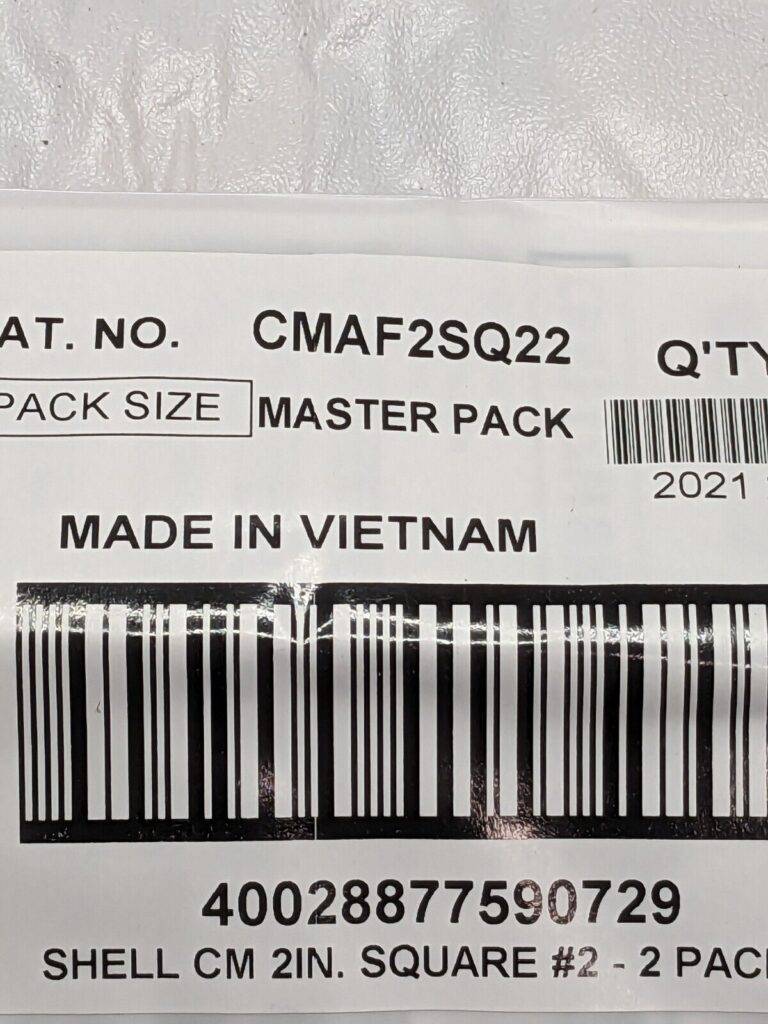 AT. NO. CMAF2SQ22 Q'TY
PACK SIZE MASTER PACK
2021
MADE IN VIETNAM
40028877590729
SHELL CM 2IN. SQUARE #2 - 2 PAC